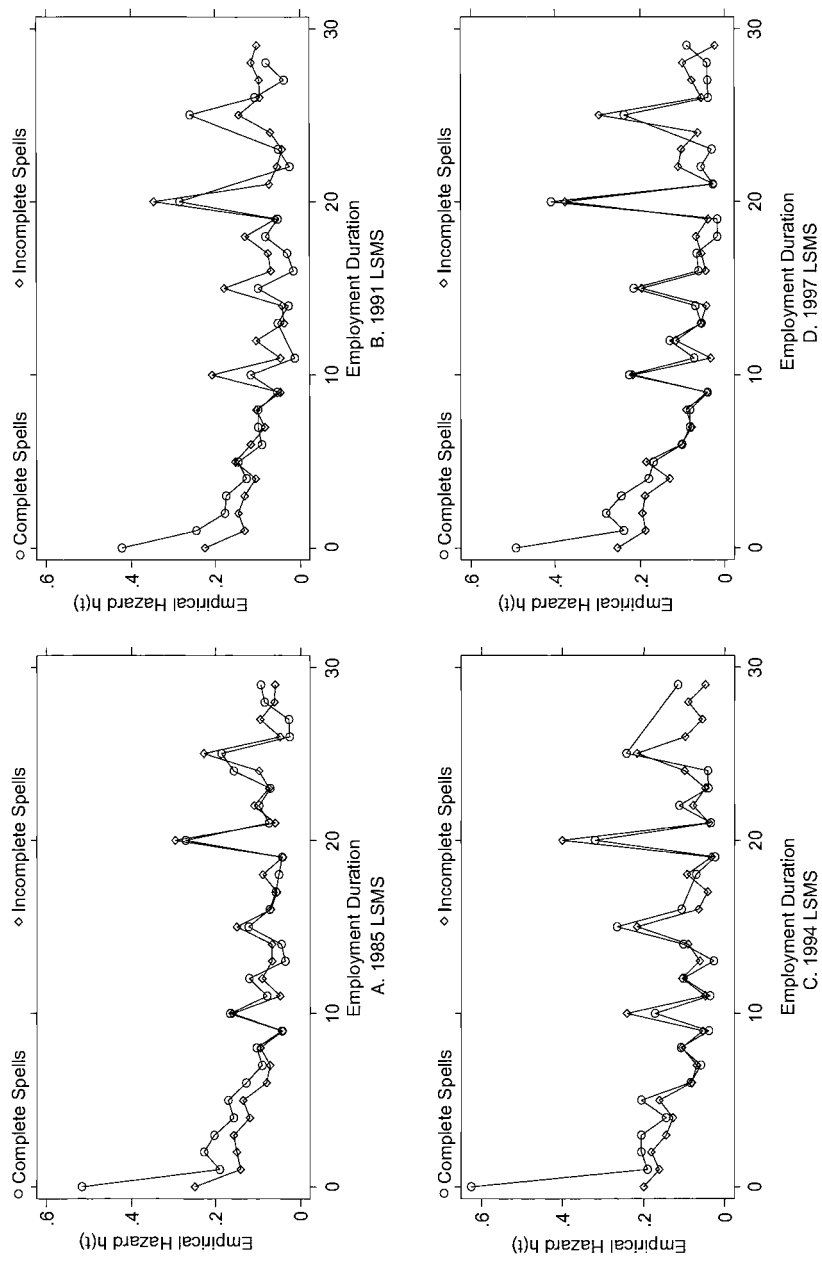 ○ Complete Spells ◇ Incomplete Spells
Empirical Hazard h(t)
.6
.4
.2
0
0 10 20 30
Employment Duration
A. 1985 LSMS
○ Complete Spells ◇ Incomplete Spells
Empirical Hazard h(t)
.6
.4
.2
0
0 10 20 30
Employment Duration
B. 1991 LSMS
○ Complete Spells ◇ Incomplete Spells
Empirical Hazard h(t)
.6
.4
.2
0
0 10 20 30
Employment Duration
C. 1994 LSMS
○ Complete Spells ◇ Incomplete Spells
Empirical Hazard h(t)
.6
.4
.2
0
0 10 20 30
Employment Duration
D. 1997 LSMS